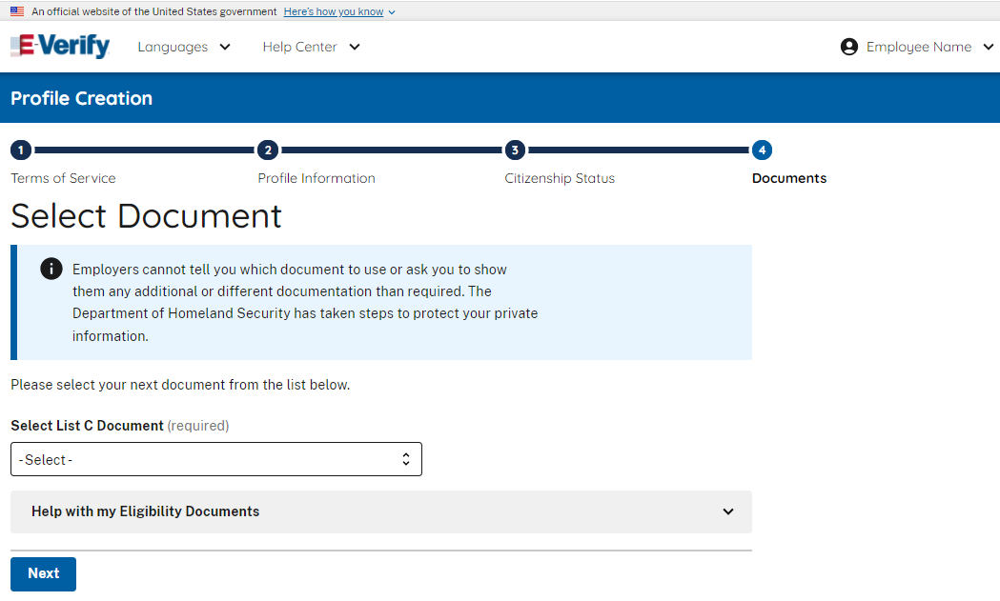 An official website of the United States government Here's how you know
E-Verify Languages Help Center Employee Name
Profile Creation
1 2 3 4
Terms of Service Profile Information Citizenship Status Documents
Select Document
Employers cannot tell you which document to use or ask you to show
them any additional or different documentation than required. The
Department of Homeland Security has taken steps to protect your private
information.
Please select your next document from the list below.
Select List C Document (required)
- Select -
Help with my Eligibility Documents
Next